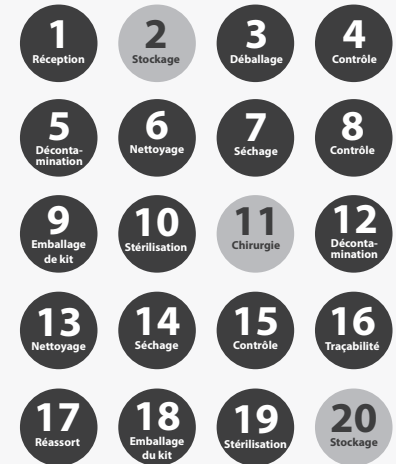 1
Réception
2
Stockage
3
Déballage
4
Contrôle
5
Déconta-
mination
6
Nettoyage
7
Séchage
8
Contrôle
9
Emballage
de kit
10
Stérilisation
11
Chirurgie
12
Déconta-
mination
13
Nettoyage
14
Séchage
15
Contrôle
16
Traçabilité
17
Réassort
18
Emballage
du kit
19
Stérilisation
20
Stockage